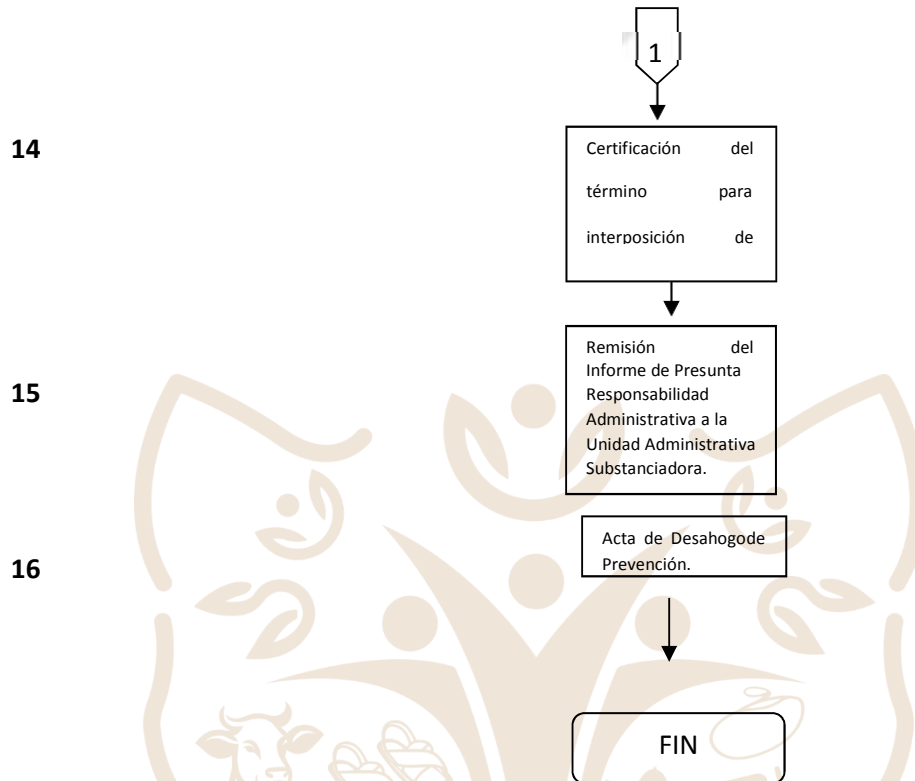 1
14
Certificación del
término para
interposición de
15
Remisión del
Informe de Presunta
Responsabilidad
Administrativa a la
Unidad Administrativa
Substanciadora.
16
Acta de Desahogode
Prevención.
FIN